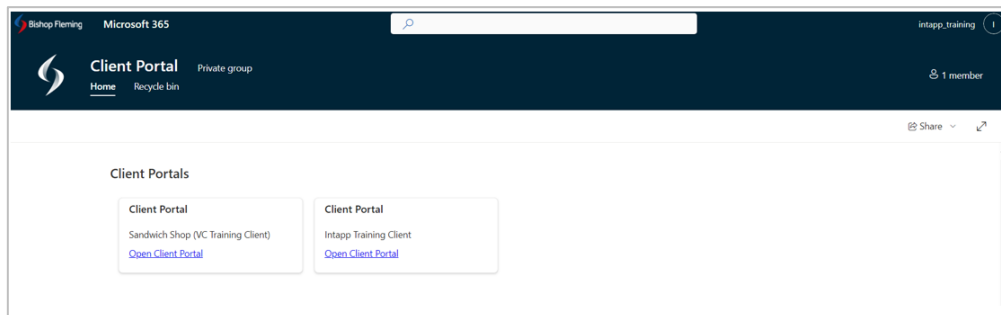 Bishop Fleming Microsoft 365 intapp_training I
Client Portal Private group
1 member
Home Recycle bin
Share
Client Portals
Client Portal Client Portal
Sandwich Shop (VC Training Client) Intapp Training Client
Open Client Portal Open Client Portal